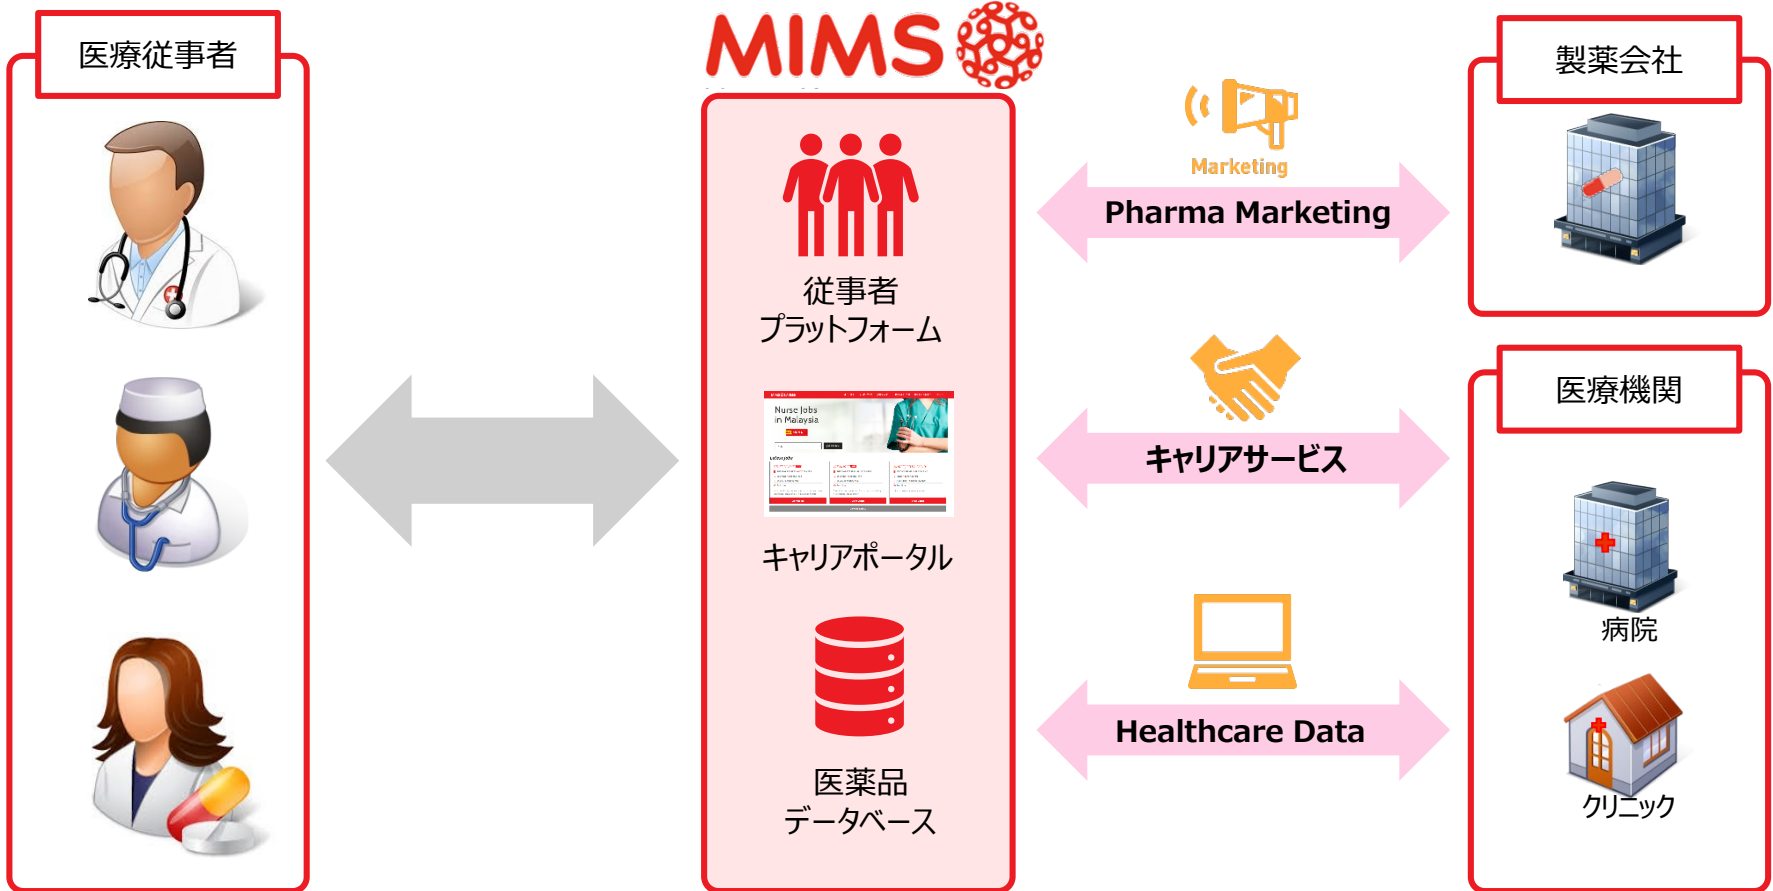 医療従事者
MIMS
従事者
プラットフォーム
Nurse Jobs
in Malaysia
キャリアポータル
医薬品
データベース
Marketing
Pharma Marketing
キャリアサービス
Healthcare Data
製薬会社
医療機関
病院
クリニック